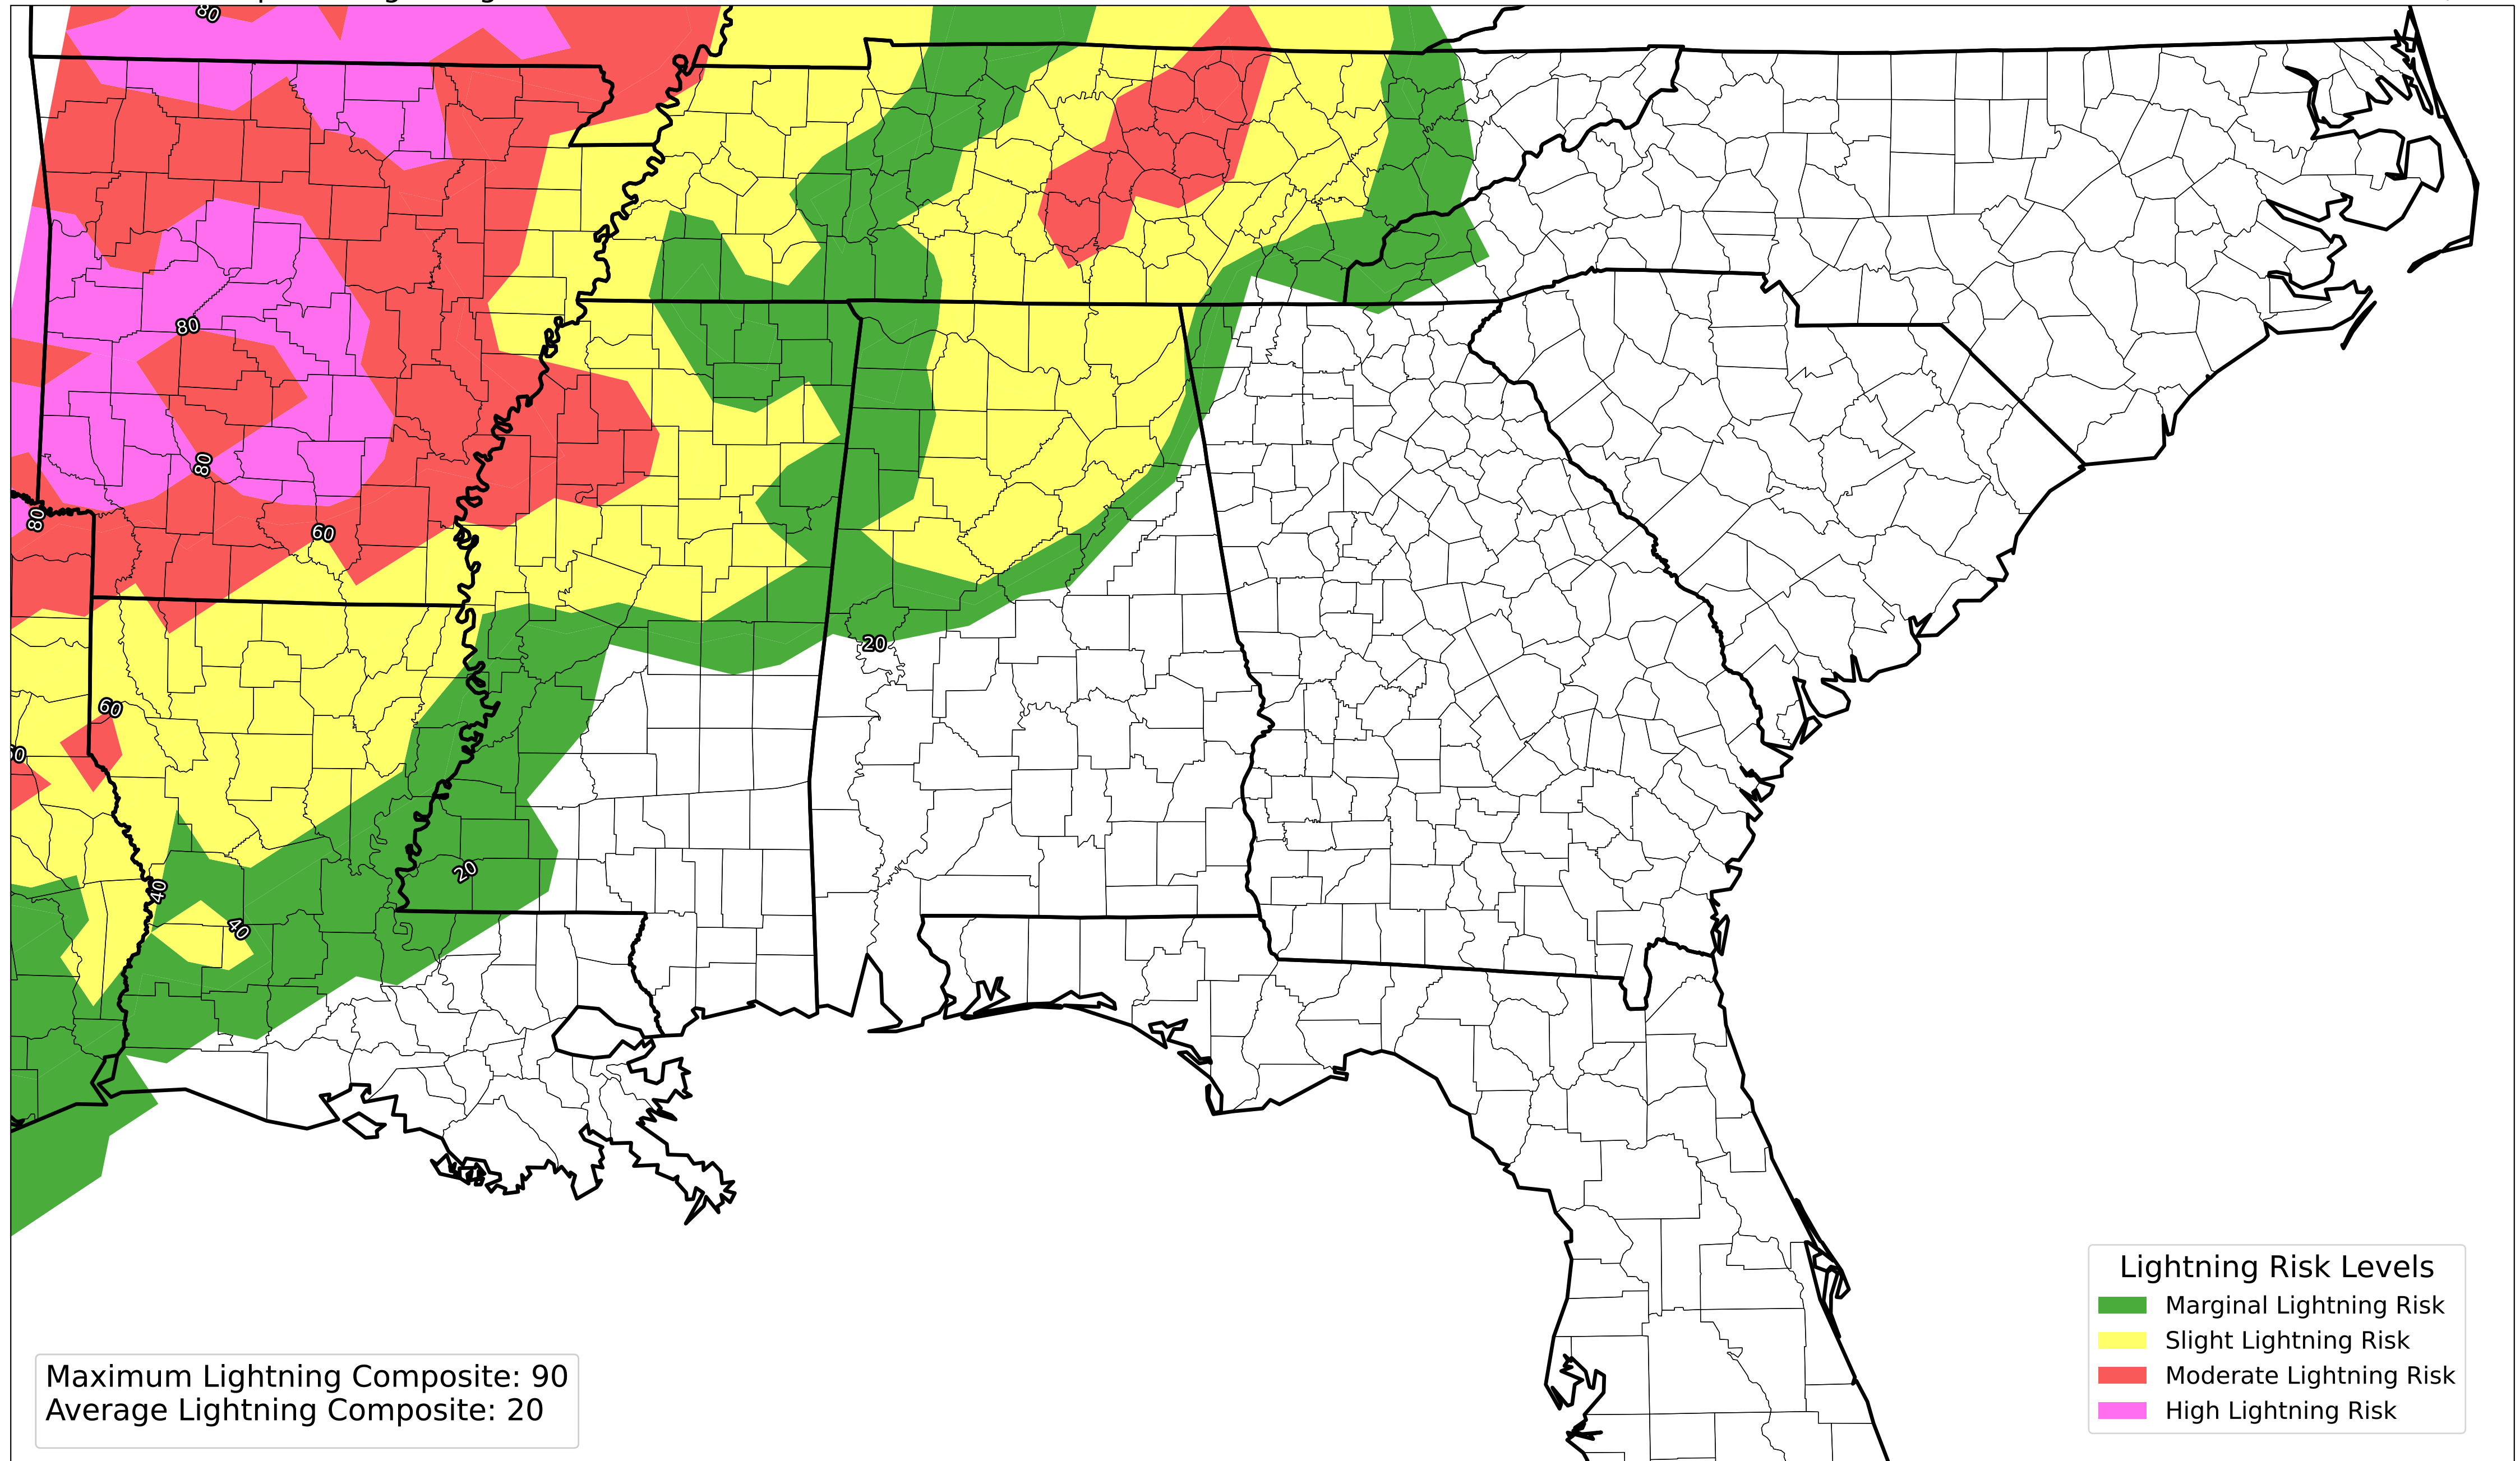 80
80
80
80
60
60
20
20
40
40
Lightning Risk Levels
Marginal Lightning Risk
Slight Lightning Risk
Moderate Lightning Risk
High Lightning Risk
Maximum Lightning Composite: 90
Average Lightning Composite: 20